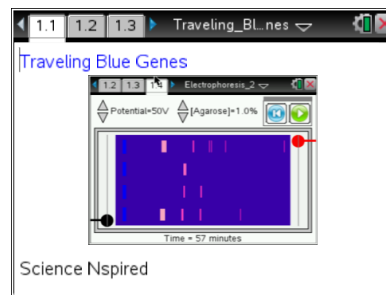 1.1 1.2 1.3 Traveling_Bl...nes
Traveling Blue Genes
1.2 1.3 1.4 Electrophoresis_2
Potential=50V [Agarose]=1.0%
Time = 57 minutes
Science Nspired